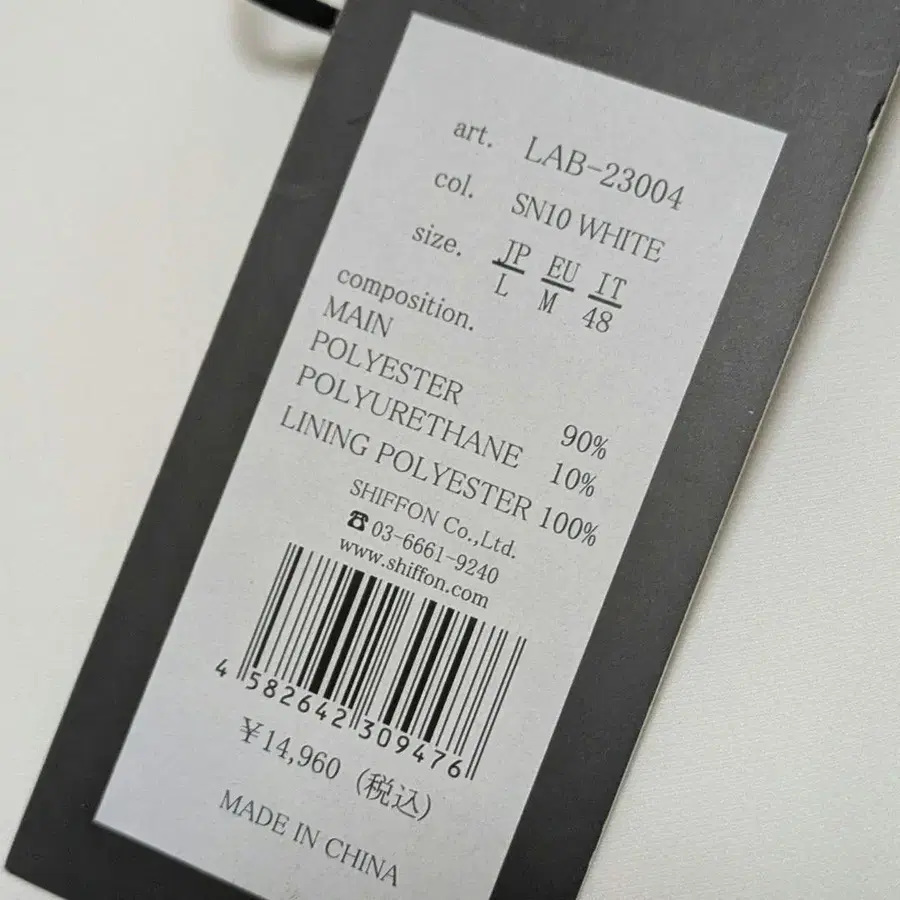 art. LAB-23004
col. SN10 WHITE
size. JP EU IT
L M 48
composition.
MAIN
POLYESTER 90%
POLYURETHANE 10%
LINING POLYESTER 100%
SHIFFON Co.,Ltd.
☎ 03-6661-9240
www.shiffon.com
4 582642 309476
¥14,960 (税込)
MADE IN CHINA